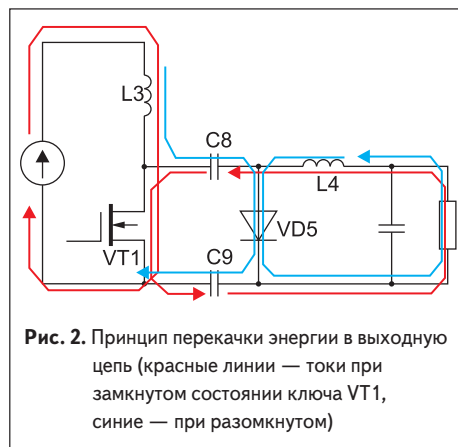 L3
C8
L4
VT1
C9
VD5
Рис. 2. Принцип перекачки энергии в выходную
цепь (красные линии — токи при
замкнутом состоянии ключа VT1,
синие — при разомкнутом)